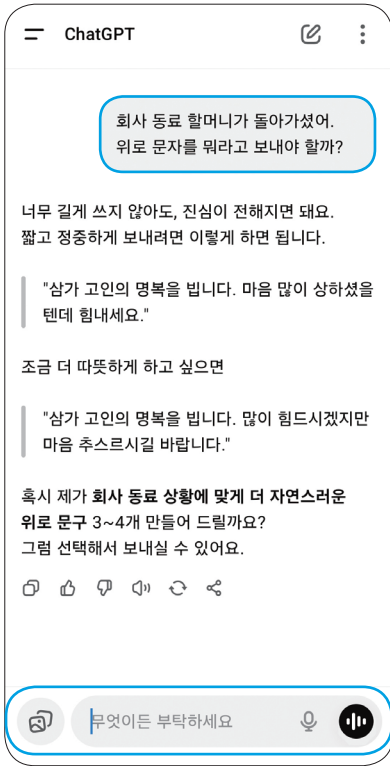 ChatGPT
회사 동료 할머니가 돌아가셨어.
위로 문자를 뭐라고 보내야 할까?
너무 길게 쓰지 않아도, 진심이 전해지면 돼요.
짧고 정중하게 보내려면 이렇게 하면 됩니다.
"삼가 고인의 명복을 빕니다. 마음 많이 상하셨을
텐데 힘내세요."
조금 더 따뜻하게 하고 싶으면
"삼가 고인의 명복을 빕니다. 많이 힘드시겠지만
마음 추스르시길 바랍니다."
혹시 제가 회사 동료 상황에 맞게 더 자연스러운
위로 문구 3~4개 만들어 드릴까요?
그럼 선택해서 보내실 수 있어요.
무엇이든 부탁하세요